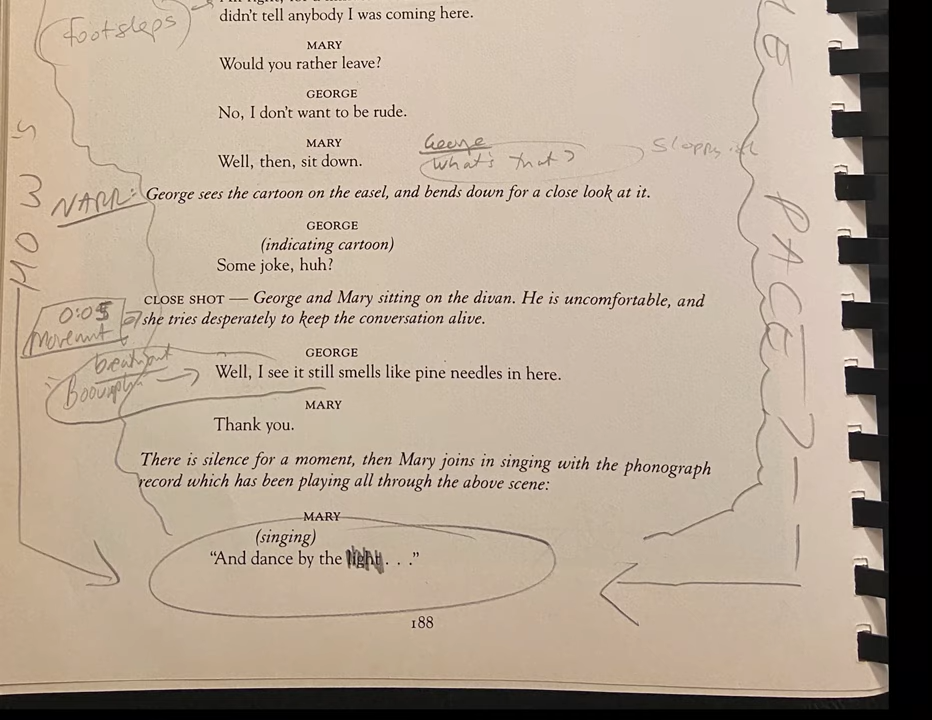 (footsteps)
didn't tell anybody I was coming here.
MARY
Would you rather leave?
GEORGE
No, I don't want to be rude.
MARY
Well, then, sit down.
George
What's that?
NARR:
George sees the cartoon on the easel, and bends down for a close look at it.
GEORGE
(indicating cartoon)
Some joke, huh?
CLOSE SHOT — George and Mary sitting on the divan. He is uncomfortable, and
she tries desperately to keep the conversation alive.
0:05
Movement
GEORGE
Well, I see it still smells like pine needles in here.
MARY
Thank you.
There is silence for a moment, then Mary joins in singing with the phonograph
record which has been playing all through the above scene:
MARY
(singing)
"And dance by the light . . ."
188
PACE?